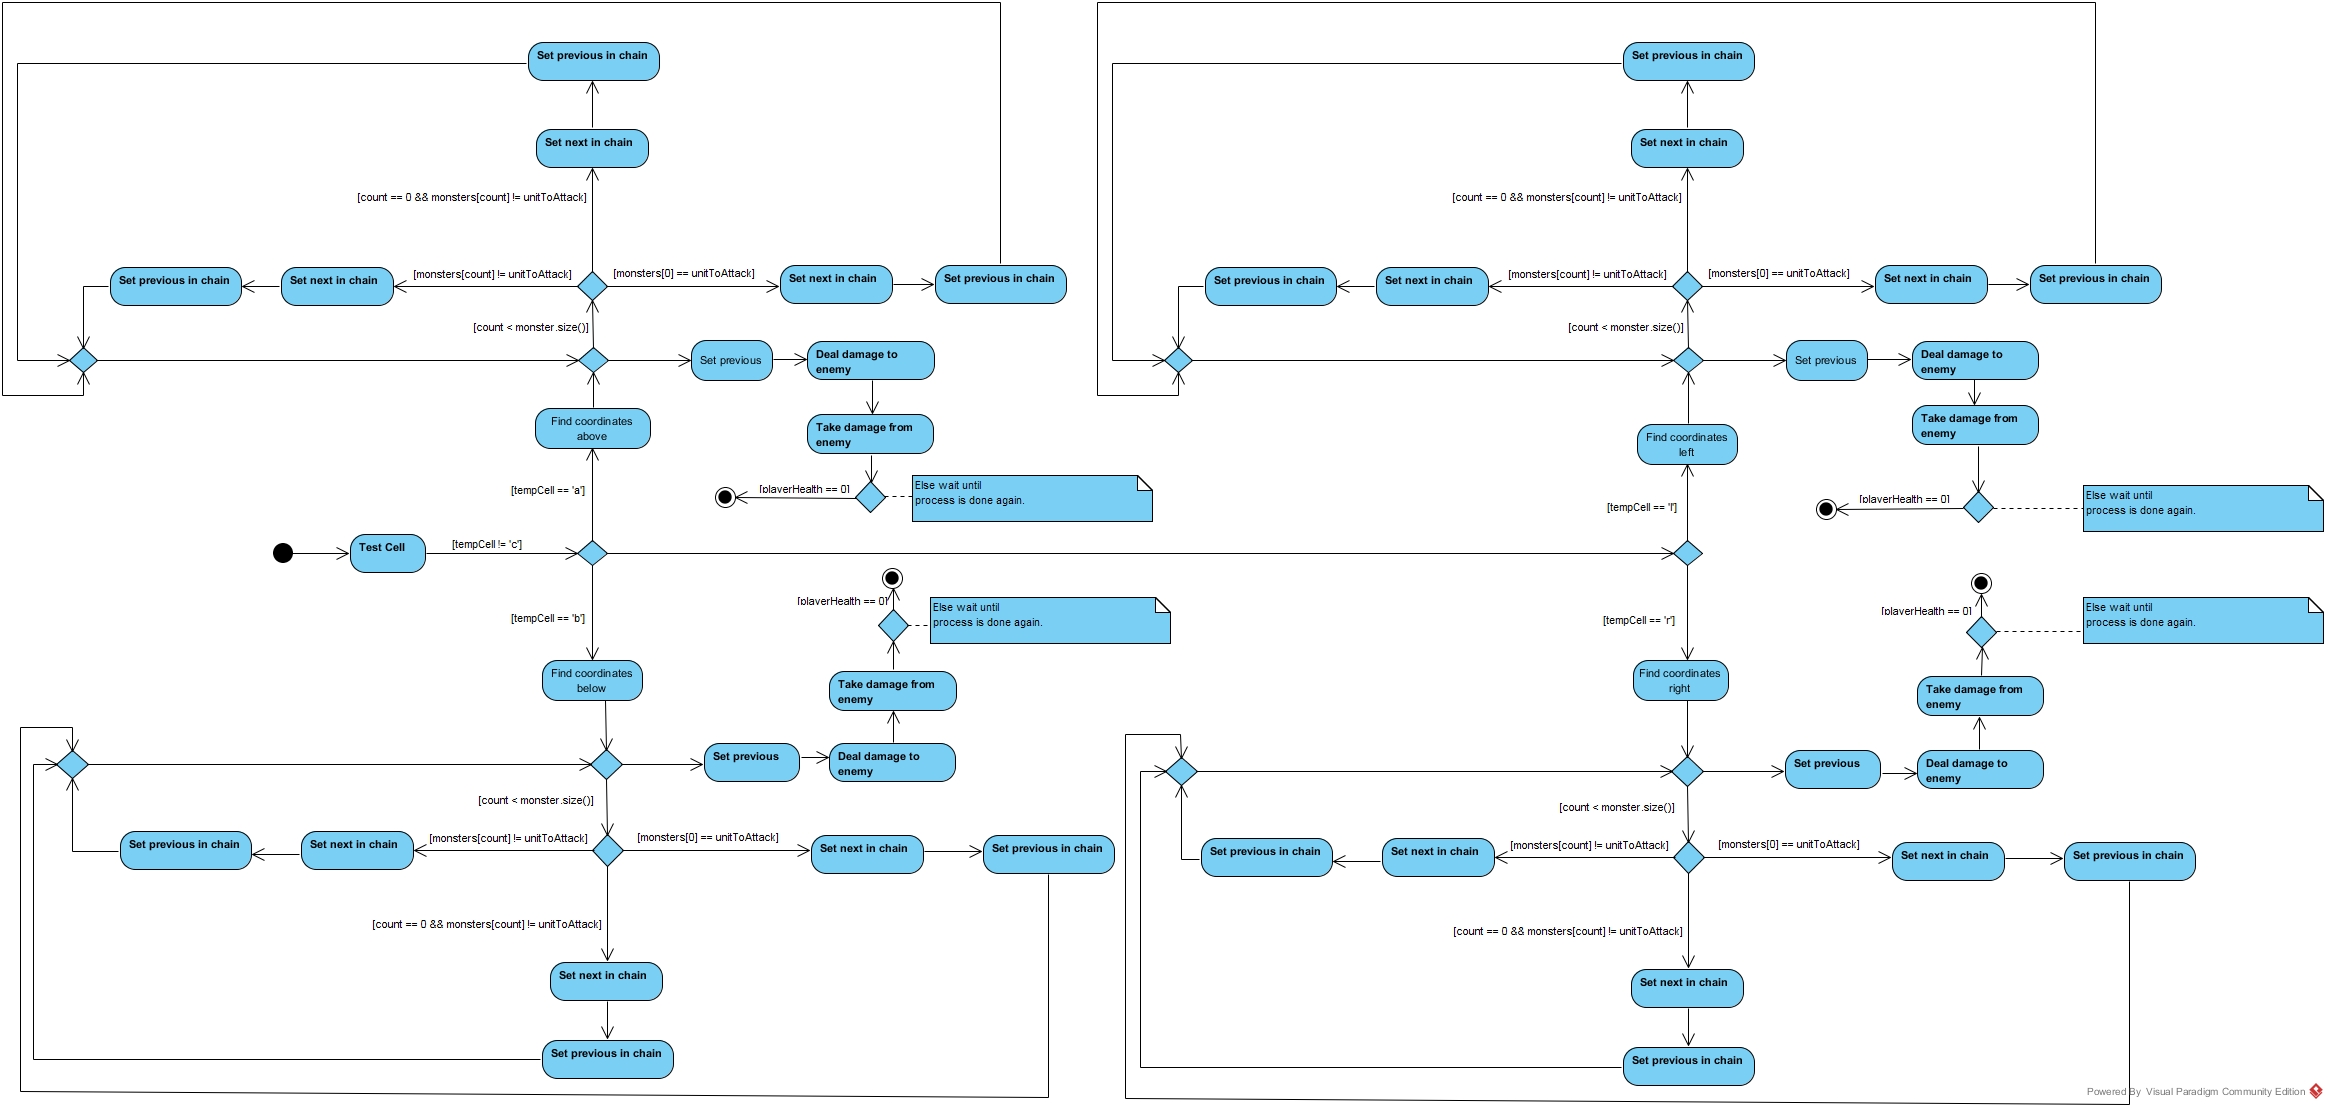 Set previous in chain
Set previous in chain
Set next in chain
Set next in chain
[count == 0 && monsters[count] != unitToAttack]
[count == 0 && monsters[count] != unitToAttack]
Set previous in chain
Set next in chain
[monsters[count] != unitToAttack]
[monsters[0] == unitToAttack]
Set next in chain
Set previous in chain
Set previous in chain
Set next in chain
[monsters[count] != unitToAttack]
[monsters[0] == unitToAttack]
Set next in chain
Set previous in chain
[count < monster.size()]
[count < monster.size()]
Set previous
Deal damage to
enemy
Set previous
Deal damage to
enemy
Find coordinates
above
Take damage from
enemy
Find coordinates
left
Take damage from
enemy
[tempCell == 'a']
[playerHealth == 0]
Else wait until
process is done again.
[tempCell == 'l']
[playerHealth == 0]
Else wait until
process is done again.
Test Cell
[tempCell != 'c']
[tempCell == 'b']
[playerHealth == 0]
Else wait until
process is done again.
[tempCell == 'r']
[playerHealth == 0]
Else wait until
process is done again.
Find coordinates
below
Take damage from
enemy
Find coordinates
right
Take damage from
enemy
Set previous
Deal damage to
enemy
Set previous
Deal damage to
enemy
[count < monster.size()]
[count < monster.size()]
Set previous in chain
Set next in chain
[monsters[count] != unitToAttack]
[monsters[0] == unitToAttack]
Set next in chain
Set previous in chain
Set previous in chain
Set next in chain
[monsters[count] != unitToAttack]
[monsters[0] == unitToAttack]
Set next in chain
Set previous in chain
[count == 0 && monsters[count] != unitToAttack]
[count == 0 && monsters[count] != unitToAttack]
Set next in chain
Set next in chain
Set previous in chain
Set previous in chain
Powered By Visual Paradigm Community Edition